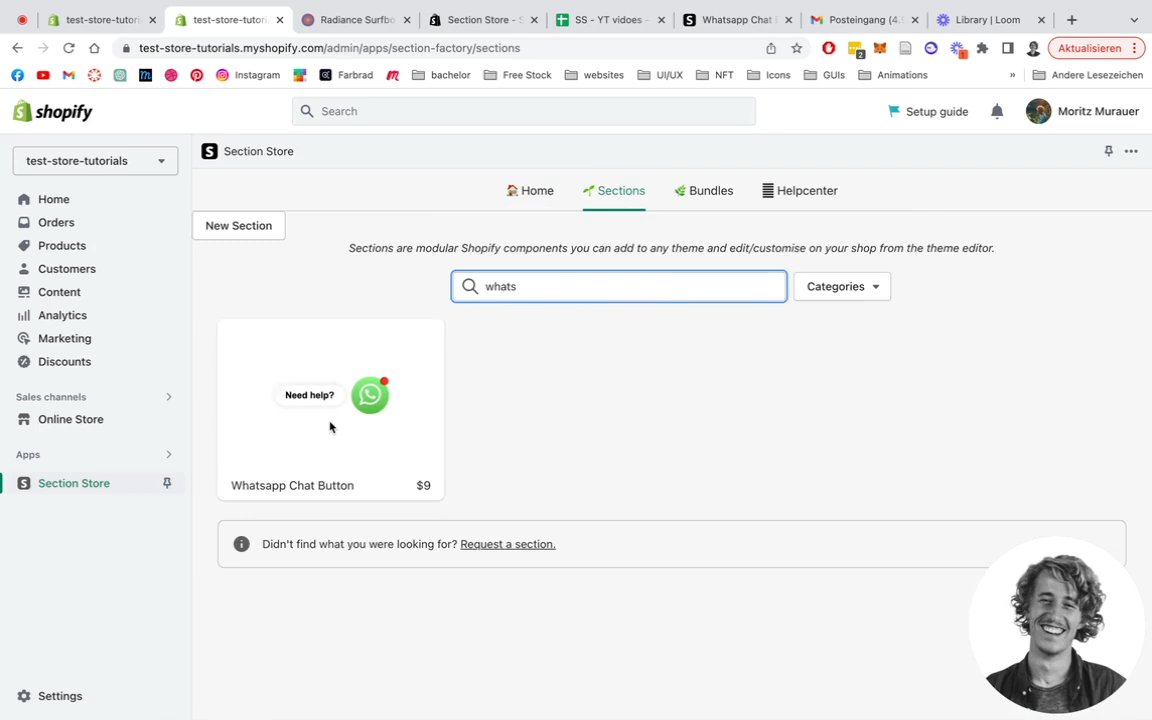 test-store-tutori
test-store-tutoria
Radiance Surfbo
Section Store - S
SS - YT vidoes -
Whatsapp Chat
Posteingang (4.
Library | Loom
test-store-tutorials.myshopify.com/admin/apps/section-factory/sections
Aktualisieren
Instagram
Farbrad
bachelor
Free Stock
websites
UI/UX
NFT
Icons
GUIs
Animations
»
Andere Lesezeichen
shopify
Search
Setup guide
Moritz Murauer
test-store-tutorials
Section Store
Home
Sections
Bundles
Helpcenter
Home
Orders
Products
Customers
Content
Analytics
Marketing
Discounts
Sales channels
Online Store
Apps
Section Store
Settings
New Section
Sections are modular Shopify components you can add to any theme and edit/customise on your shop from the theme editor.
whats
Categories
Need help?
Whatsapp Chat Button
$9
Didn't find what you were looking for? Request a section.